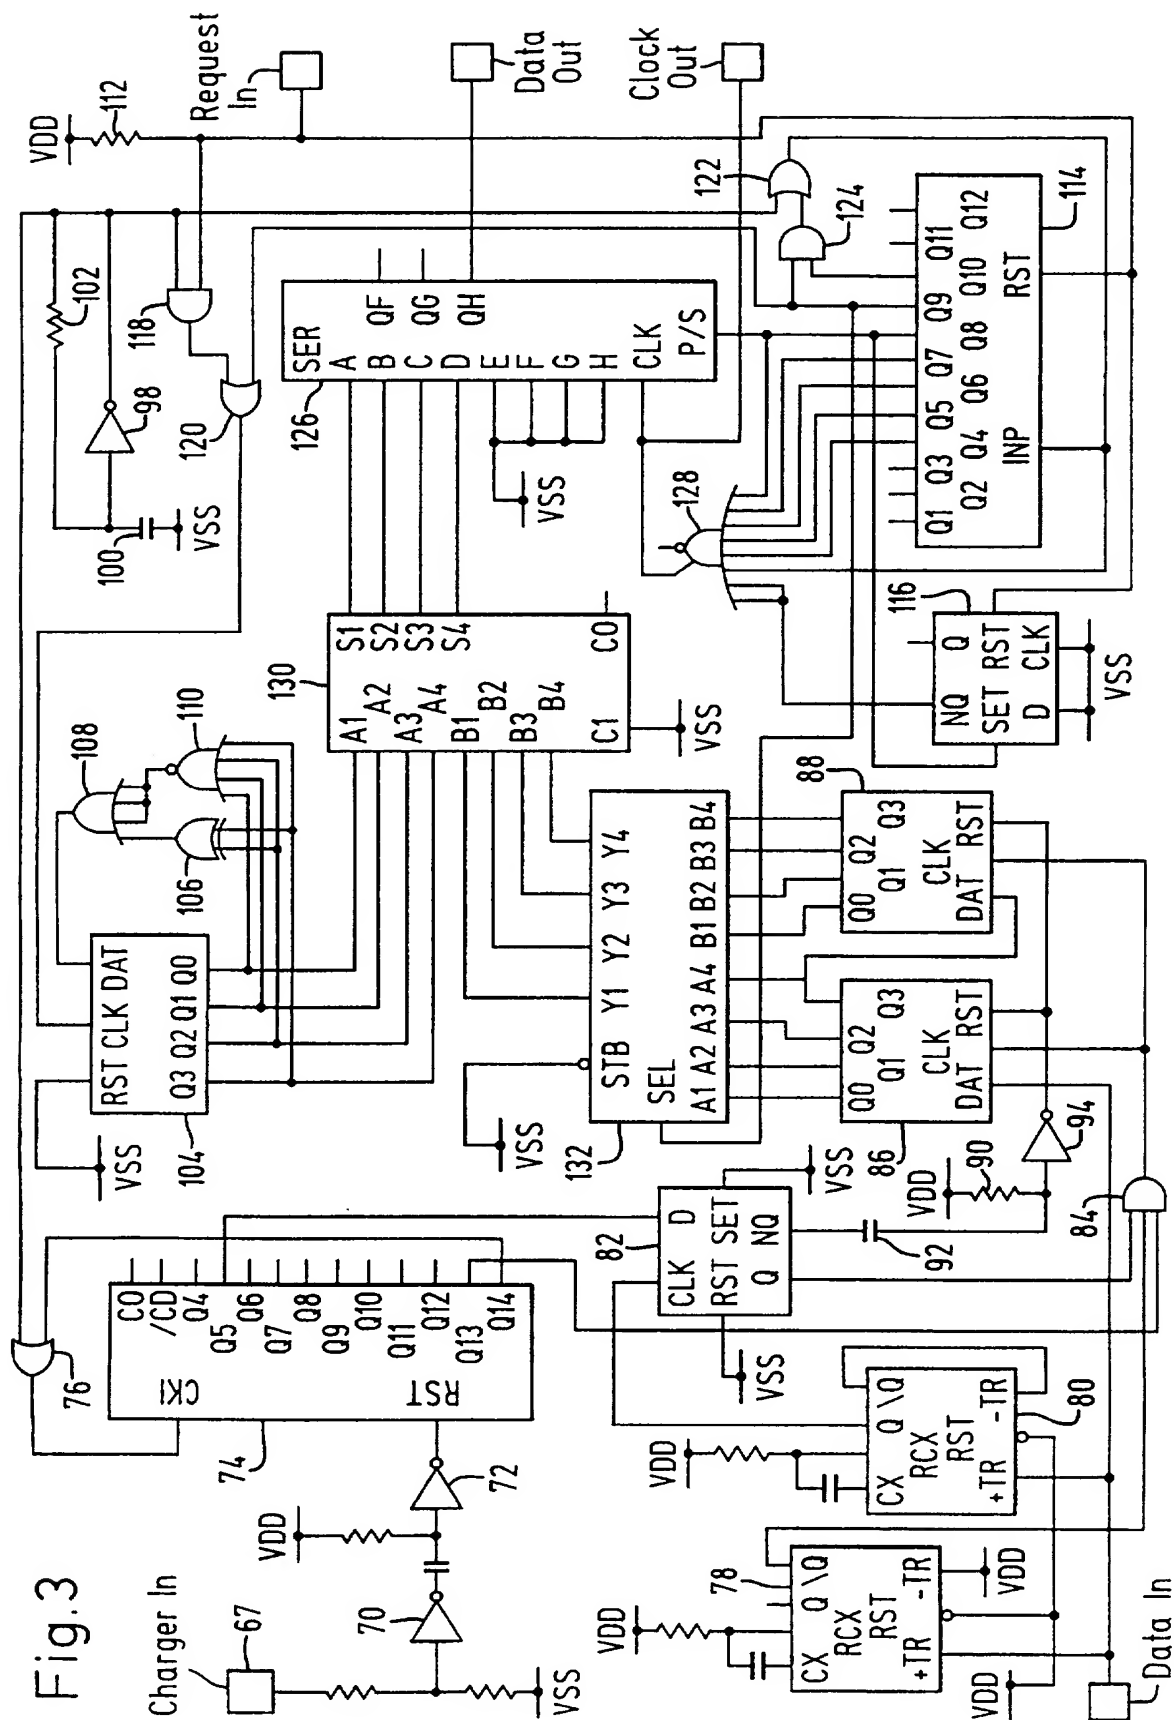 Fig.3
Charger In
67
VSS
70
VDD
72
74
CKI
RST
CO
/CD
Q4
Q5
Q6
Q7
Q8
Q9
Q10
Q11
Q12
Q13
Q14
76
VSS
104
RST CLK DAT
Q3 Q2 Q1 Q0
106
108
110
100
VSS
98
102
118
120
VDD
112
Request
In
Data
Out
Clock
Out
126
SER
A
B
C
D
E
F
G
H
CLK
P/S
QF
QG
QH
VSS
130
A1
A2
A3
A4
B1
B2
B3
B4
C1
S1
S2
S3
S4
C0
VSS
132
STB
SEL
Y1 Y2 Y3 Y4
A1 A2 A3 A4 B1 B2 B3 B4
VSS
128
122
124
114
Q1 Q2 Q3 Q4 Q5 Q6 Q7 Q8 Q9 Q10 Q11 Q12
INP
RST
116
NQ
Q
SET RST
D
CLK
VSS
VDD
78
CX
RCX
Q \Q
RST
+TR
-TR
VDD
VDD
Data In
VDD
80
CX
RCX
Q \Q
RST
+TR
-TR
82
CLK
D
RST SET
Q
NQ
VSS
VSS
92
VDD
90
94
84
86
Q0
Q1
Q2
Q3
DAT
CLK
RST
88
Q0
Q1
Q2
Q3
DAT
CLK
RST